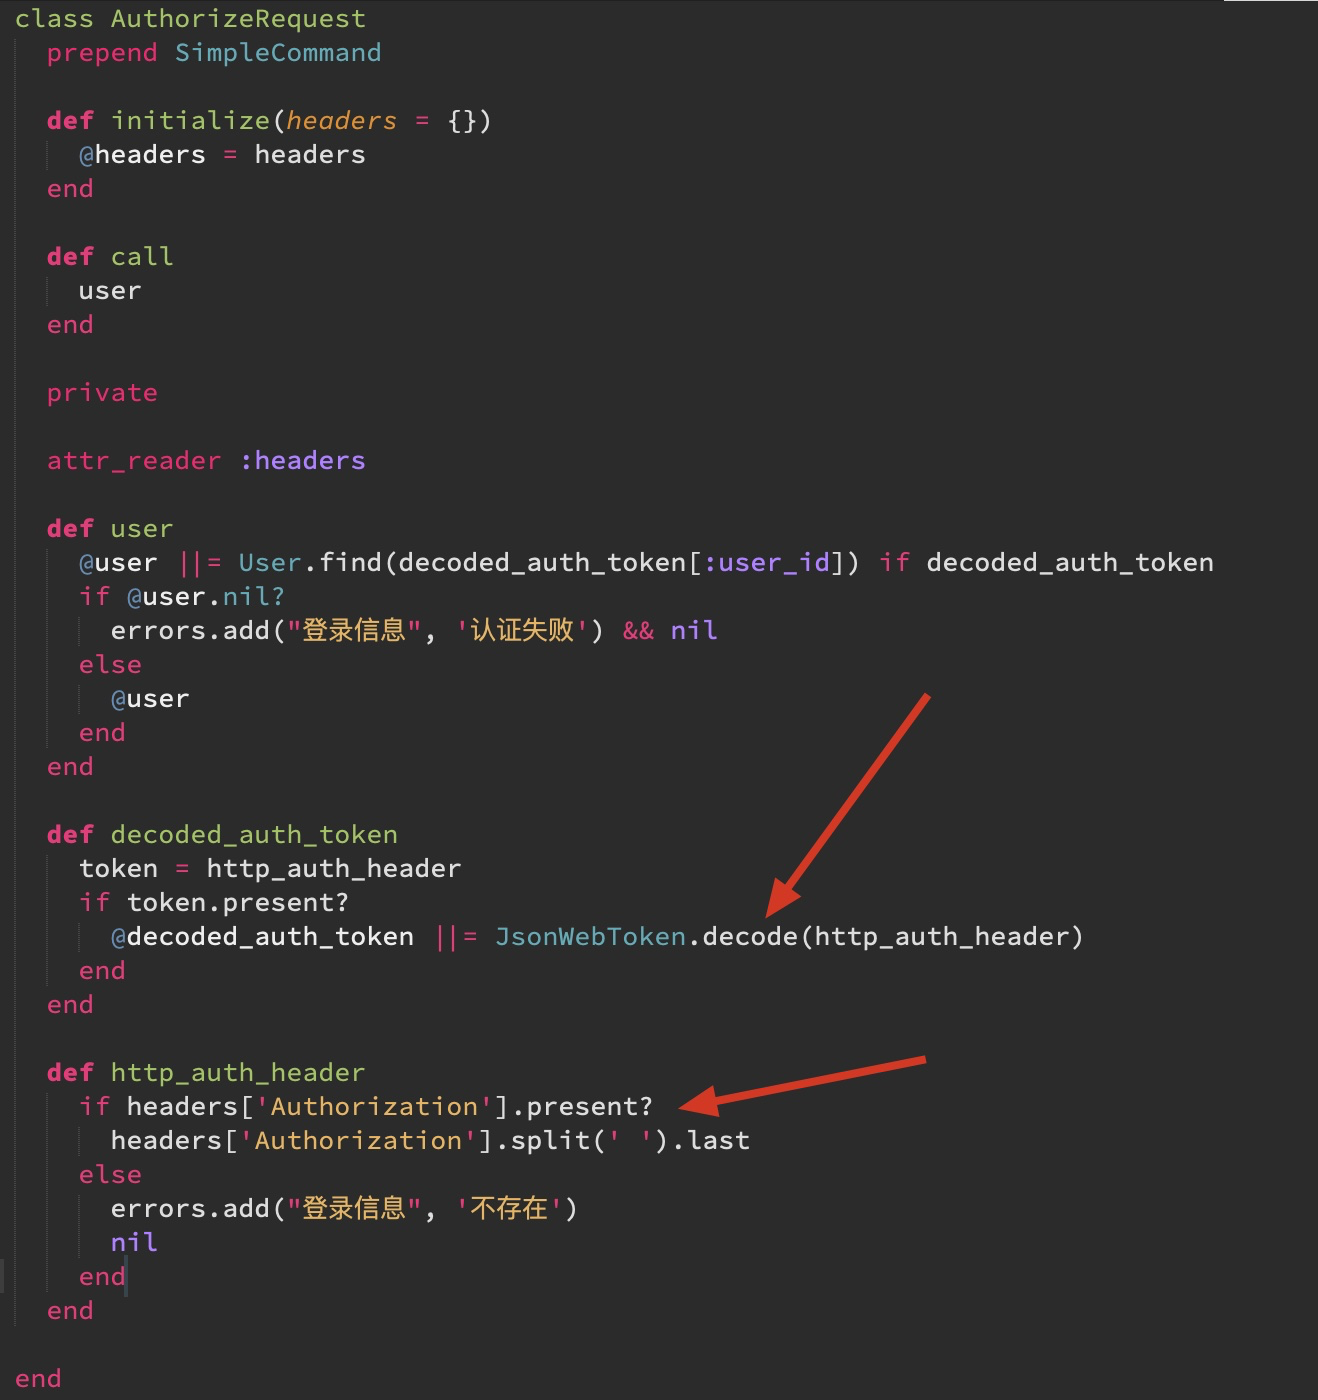 class AuthorizeRequest
  prepend SimpleCommand

  def initialize(headers = {})
    @headers = headers
  end

  def call
    user
  end

  private

  attr_reader :headers

  def user
    @user ||= User.find(decoded_auth_token[:user_id]) if decoded_auth_token
    if @user.nil?
      errors.add("登录信息", '认证失败') && nil
    else
      @user
    end
  end

  def decoded_auth_token
    token = http_auth_header
    if token.present?
      @decoded_auth_token ||= JsonWebToken.decode(http_auth_header)
    end
  end

  def http_auth_header
    if headers['Authorization'].present?
      headers['Authorization'].split(' ').last
    else
      errors.add("登录信息", '不存在')
      nil
    end
  end

end